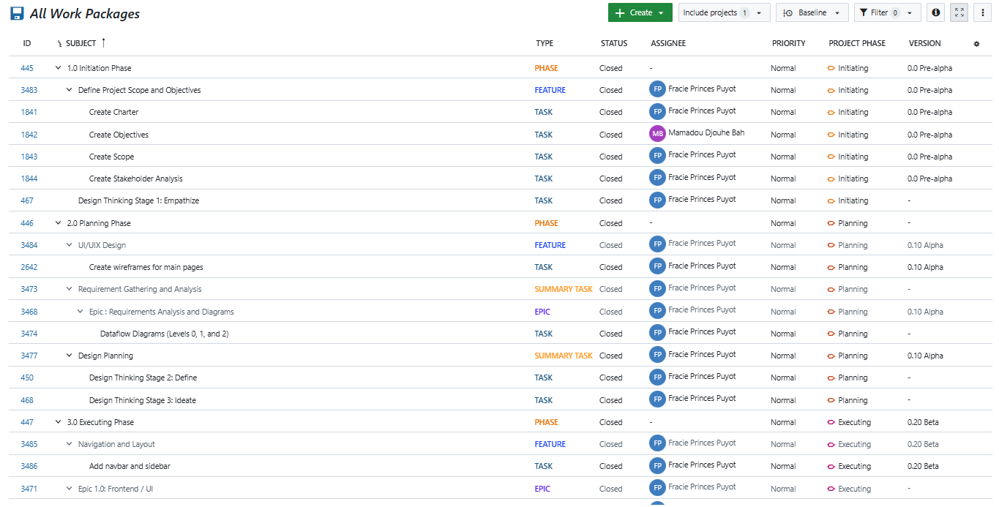 All Work Packages
Create
Include projects 1
Baseline
Filter 0
ID SUBJECT TYPE STATUS ASSIGNEE PRIORITY PROJECT PHASE VERSION
445 1.0 Initiation Phase PHASE Closed - Normal Initiating 0.0 Pre-alpha
3483 Define Project Scope and Objectives FEATURE Closed FP Fracie Princes Puyot Normal Initiating 0.0 Pre-alpha
1841 Create Charter TASK Closed FP Fracie Princes Puyot Normal Initiating 0.0 Pre-alpha
1842 Create Objectives TASK Closed MB Mamadou Djouhe Bah Normal Initiating 0.0 Pre-alpha
1843 Create Scope TASK Closed FP Fracie Princes Puyot Normal Initiating 0.0 Pre-alpha
1844 Create Stakeholder Analysis TASK Closed FP Fracie Princes Puyot Normal Initiating 0.0 Pre-alpha
467 Design Thinking Stage 1: Empathize TASK Closed FP Fracie Princes Puyot Normal Initiating -
446 2.0 Planning Phase PHASE Closed - Normal Planning -
3484 UI/UIX Design FEATURE Closed FP Fracie Princes Puyot Normal Planning 0.10 Alpha
2642 Create wireframes for main pages TASK Closed FP Fracie Princes Puyot Normal Planning 0.10 Alpha
3473 Requirement Gathering and Analysis SUMMARY TASK Closed FP Fracie Princes Puyot Normal Planning -
3468 Epic : Requirements Analysis and Diagrams EPIC Closed FP Fracie Princes Puyot Normal Planning 0.10 Alpha
3474 Dataflow Diagrams (Levels 0, 1, and 2) TASK Closed FP Fracie Princes Puyot Normal Planning -
3477 Design Planning SUMMARY TASK Closed FP Fracie Princes Puyot Normal Planning 0.10 Alpha
450 Design Thinking Stage 2: Define TASK Closed FP Fracie Princes Puyot Normal Planning -
468 Design Thinking Stage 3: Ideate TASK Closed FP Fracie Princes Puyot Normal Planning -
447 3.0 Executing Phase PHASE Closed - Normal Executing 0.20 Beta
3485 Navigation and Layout FEATURE Closed FP Fracie Princes Puyot Normal Executing 0.20 Beta
3486 Add navbar and sidebar TASK Closed FP Fracie Princes Puyot Normal Executing 0.20 Beta
3471 Epic 1.0: Frontend / UI EPIC Closed FP Fracie Princes Puyot Normal Executing -